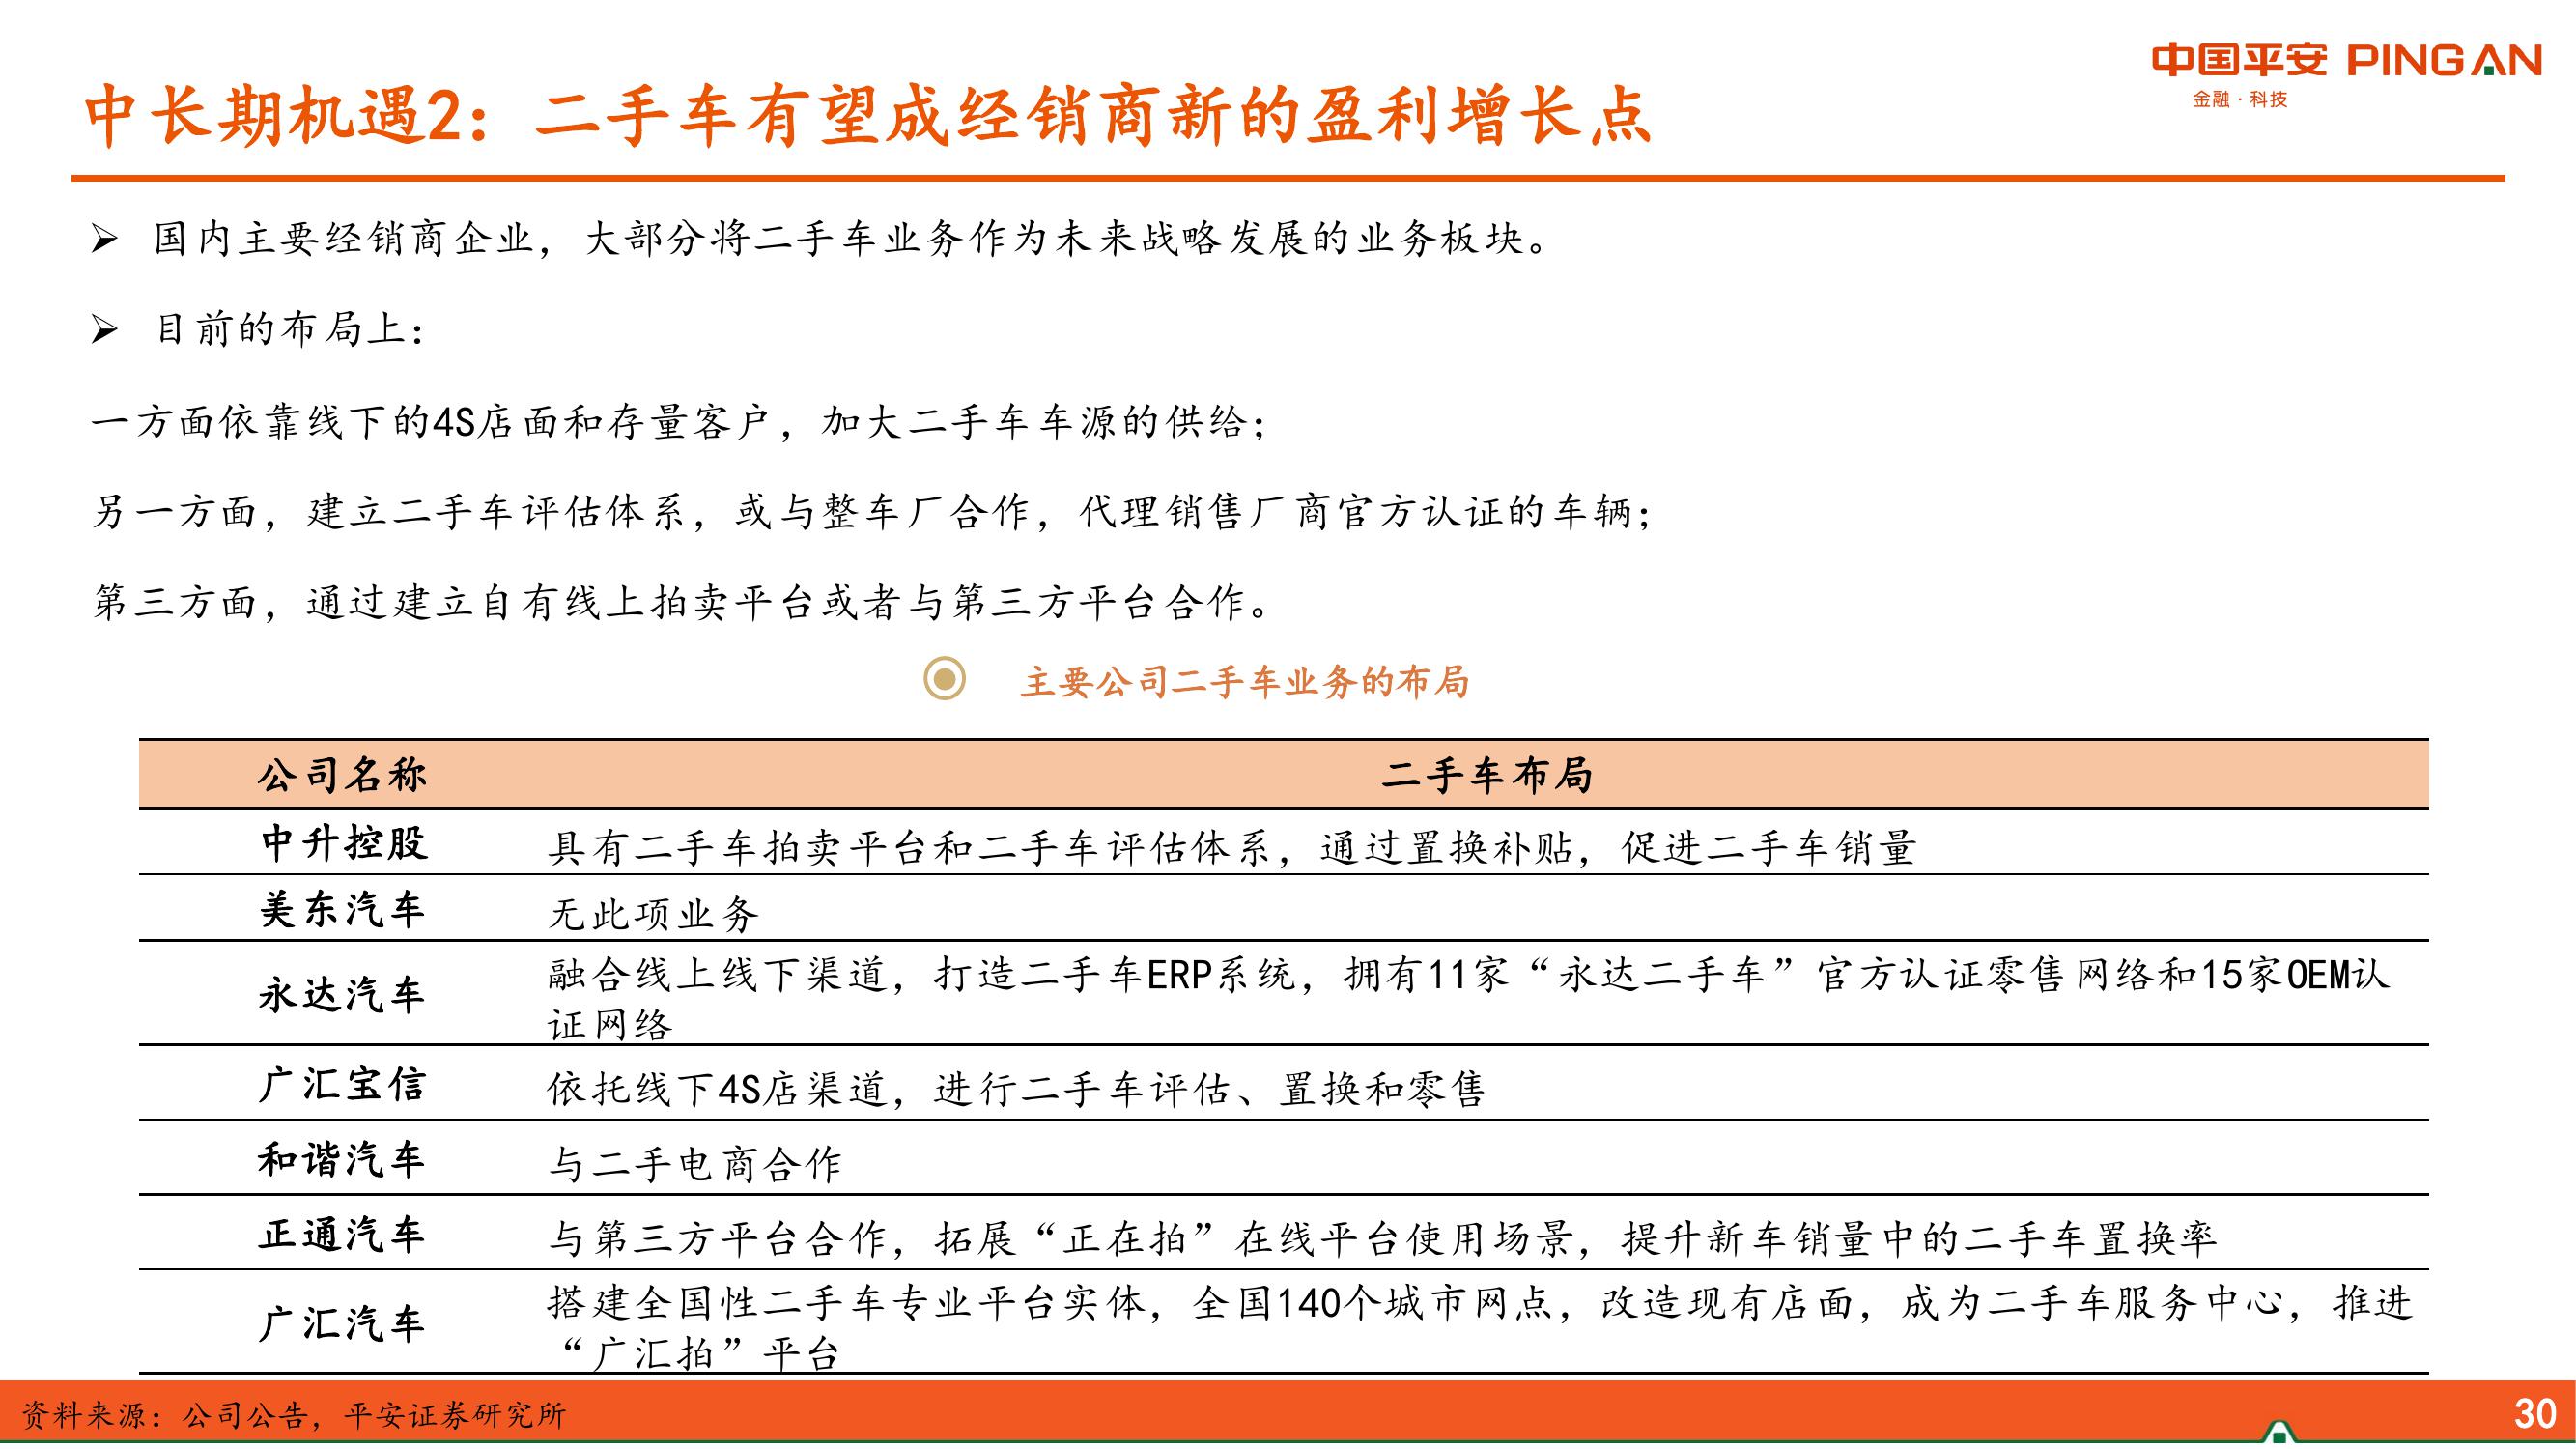 中国平安 PINGAN
金融·科技
中长期机遇2：二手车有望成经销商新的盈利增长点
国内主要经销商企业，大部分将二手车业务作为未来战略发展的业务板块。
目前的布局上：
一方面依靠线下的4S店面和存量客户，加大二手车车源的供给；
另一方面，建立二手车评估体系，或与整车厂合作，代理销售厂商官方认证的车辆；
第三方面，通过建立自有线上拍卖平台或者与第三方平台合作。
主要公司二手车业务的布局
公司名称 二手车布局
中升控股 具有二手车拍卖平台和二手车评估体系，通过置换补贴，促进二手车销量
美东汽车 无此项业务
永达汽车 融合线上线下渠道，打造二手车ERP系统，拥有11家“永达二手车”官方认证零售网络和15家OEM认
证网络
广汇宝信 依托线下4S店渠道，进行二手车评估、置换和零售
和谐汽车 与二手电商合作
正通汽车 与第三方平台合作，拓展“正在拍”在线平台使用场景，提升新车销量中的二手车置换率
广汇汽车 搭建全国性二手车专业平台实体，全国140个城市网点，改造现有店面，成为二手车服务中心，推进
“广汇拍”平台
资料来源：公司公告，平安证券研究所
30